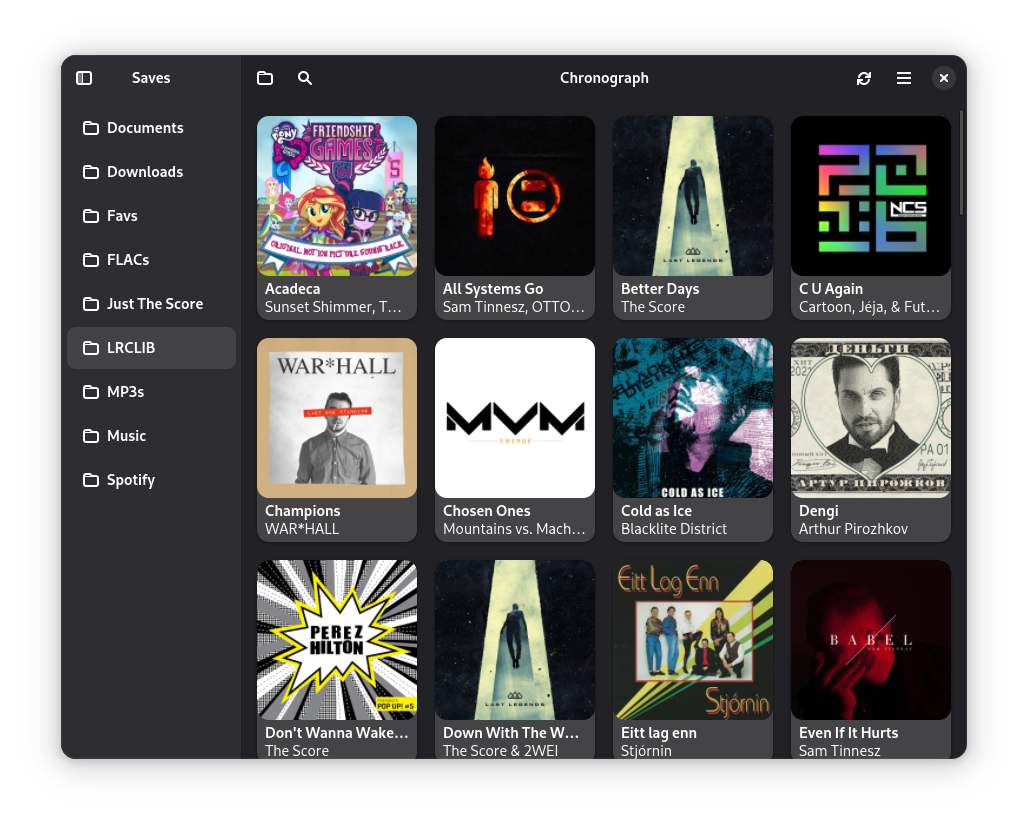 Saves
Chronograph
Documents
Downloads
Favs
FLACs
Just The Score
LRCLIB
MP3s
Music
Spotify
PONY
FRIENDSHIP
GAMES
ORIGINAL MOTION PICTURE SOUNDTRACK
Acadeca
Sunset Shimmer, T…
All Systems Go
Sam Tinnesz, OTTO…
LAST LEGENDS
Better Days
The Score
NCS
C U Again
Cartoon, Jéja, & Fut…
WAR*HALL
LAST ONE STANDING
Champions
WAR*HALL
MVM
EMERGE
Chosen Ones
Mountains vs. Mach…
BLACKLITE
DISTRICT
COLD AS ICE
Cold as Ice
Blacklite District
ДЕНЬГИ
ХИТ
2021
РА 01
АРТУР ПИРОЖКОВ
Dengi
Arthur Pirozhkov
PEREZ
HILTON
POP UP! #5
Don't Wanna Wake…
The Score
LAST LEGENDS
Down With The W…
The Score & 2WEI
Eitt Lag Enn
Stjórnin
Eitt lag enn
Stjórnin
BABEL
SAM TINNESZ
Even If It Hurts
Sam Tinnesz